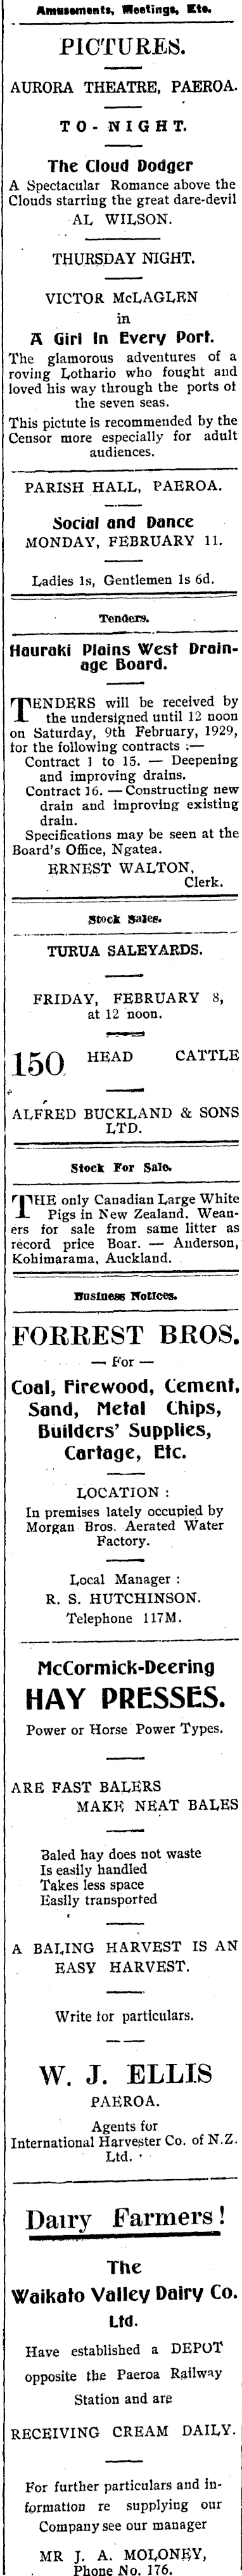 Amusements, Meetings, Etc.
PICTURES.
AURORA THEATRE, PAEROA.
TO-NIGHT.
The Cloud Dodger
A Spectacular Romance above the
Clouds starring the great dare-devil
AL WILSON.
THURSDAY NIGHT.
VICTOR McLAGLEN
in
A Girl In Every Port.
The glamorous adventures of a
roving Lothario who fought and
loved his way through the ports of
the seven seas.
This pictute is recommended by the
Censor more especially for adult
audiences.
PARISH HALL, PAEROA.
Social and Dance
MONDAY, FEBRUARY 11.
Ladies 1s, Gentlemen 1s 6d.
Tenders.
Hauraki Plains West Drain-
age Board.
TENDERS will be received by
the undersigned until 12 noon
on Saturday, 9th February, 1929,
for the following contracts :—
Contract 1 to 15. — Deepening
and improving drains.
Contract 16. — Constructing new
drain and improving existing
drain.
Specifications may be seen at the
Board's Office, Ngatea.
ERNEST WALTON,
Clerk.
Stock Sales.
TURUA SALEYARDS.
FRIDAY, FEBRUARY 8,
at 12 noon.
150 HEAD CATTLE
ALFRED BUCKLAND & SONS
LTD.
Stock For Sale.
THE only Canadian Large White
Pigs in New Zealand. Wean-
ers for sale from same litter as
record price Boar. — Anderson,
Kohimarama, Auckland.
Business Notices.
FORREST BROS.
— For —
Coal, Firewood, Cement,
Sand, Metal Chips,
Builders' Supplies,
Cartage, Etc.
LOCATION :
In premises lately occupied by
Morgan Bros. Aerated Water
Factory.
Local Manager :
R. S. HUTCHINSON.
Telephone 117M.
McCormick-Deering
HAY PRESSES.
Power or Horse Power Types.
ARE FAST BALERS
MAKE NEAT BALES
Baled hay does not waste
Is easily handled
Takes less space
Easily transported
A BALING HARVEST IS AN
EASY HARVEST.
Write for particulars.
W. J. ELLIS
PAEROA.
Agents for
International Harvester Co. of N.Z.
Ltd.
Dairy Farmers!
The
Waikato Valley Dairy Co.
Ltd.
Have established a DEPOT
opposite the Paeroa Railway
Station and are
RECEIVING CREAM DAILY.
For further particulars and in-
formation re supplying our
Company see our manager
MR J. A. MOLONEY,
Phone No. 176.